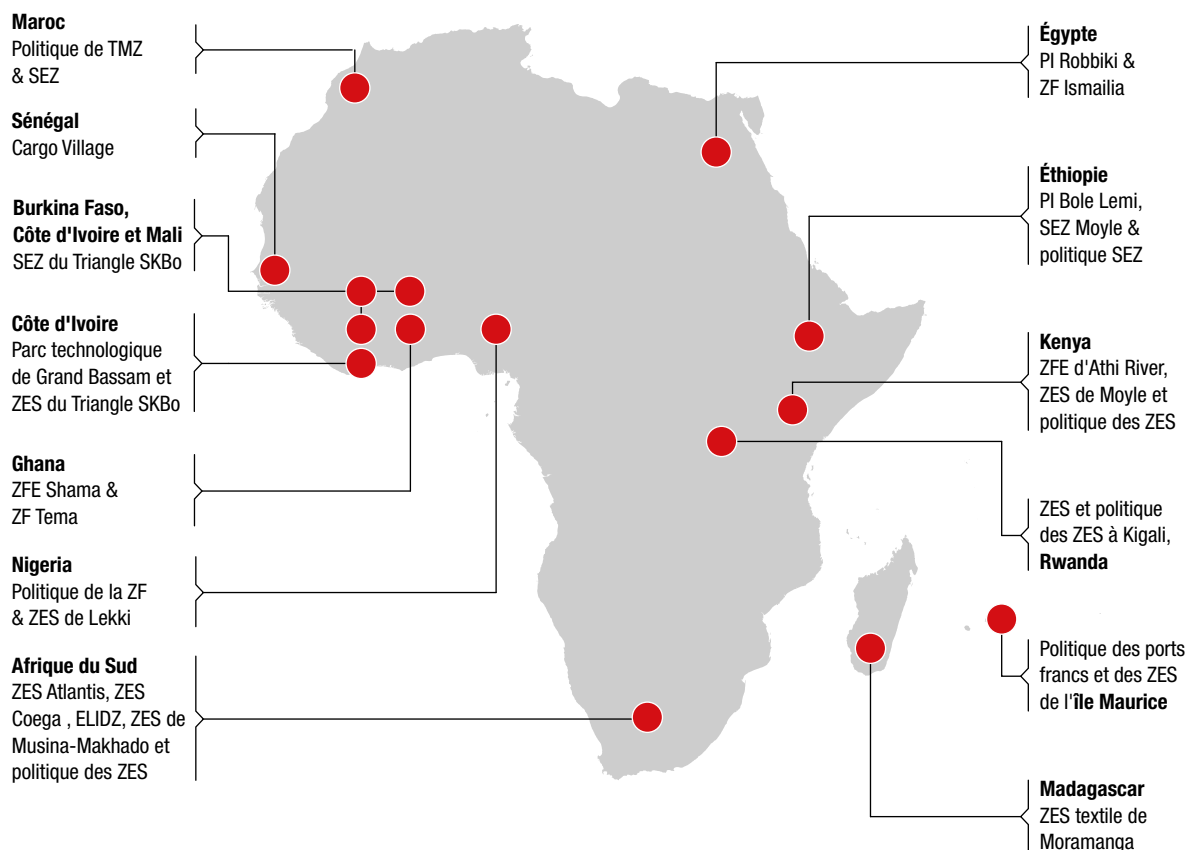 Maroc
Politique de TMZ
& SEZ
Sénégal
Cargo Village
Burkina Faso,
Côte d'Ivoire et Mali
SEZ du Triangle SKBo
Côte d'Ivoire
Parc technologique
de Grand Bassam et
ZES du Triangle SKBo
Ghana
ZFE Shama &
ZF Tema
Nigeria
Politique de la ZF
& ZES de Lekki
Afrique du Sud
ZES Atlantis, ZES
Coega , ELIDZ, ZES de
Musina-Makhado et
politique des ZES
Égypte
PI Robbiki &
ZF Ismailia
Éthiopie
PI Bole Lemi,
SEZ Moyle &
politique SEZ
Kenya
ZFE d'Athi River,
ZES de Moyle et
politique des ZES
ZES et politique
des ZES à Kigali,
Rwanda
Politique des ports
francs et des ZES
de l'île Maurice
Madagascar
ZES textile de
Moramanga